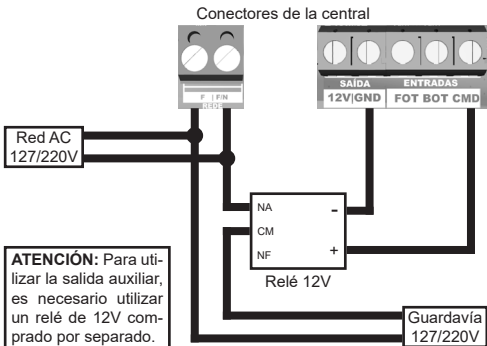 Conectores de la central
F | F/N
REDE
SAÍDA ENTRADAS
12V|GND FOT BOT CMD
Red AC
127/220V
NA -
CM
NF +
Relé 12V
ATENCIÓN: Para uti-
lizar la salida auxiliar,
es necesario utilizar
un relé de 12V com-
prado por separado.
Guardavía
127/220V